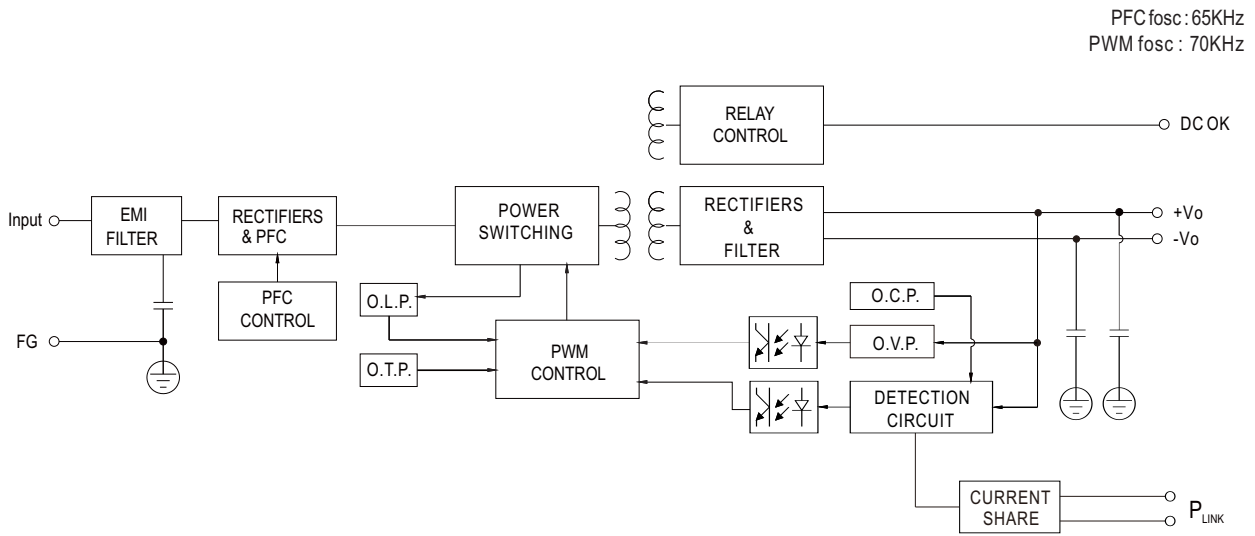 PFC fosc : 65KHz
PWM fosc : 70KHz
RELAY
CONTROL
DC OK
Input
EMI
FILTER
RECTIFIERS
& PFC
POWER
SWITCHING
RECTIFIERS
&
FILTER
+Vo
-Vo
PFC
CONTROL
O.L.P.
O.C.P.
FG
O.T.P.
PWM
CONTROL
O.V.P.
DETECTION
CIRCUIT
CURRENT
SHARE
PLINK